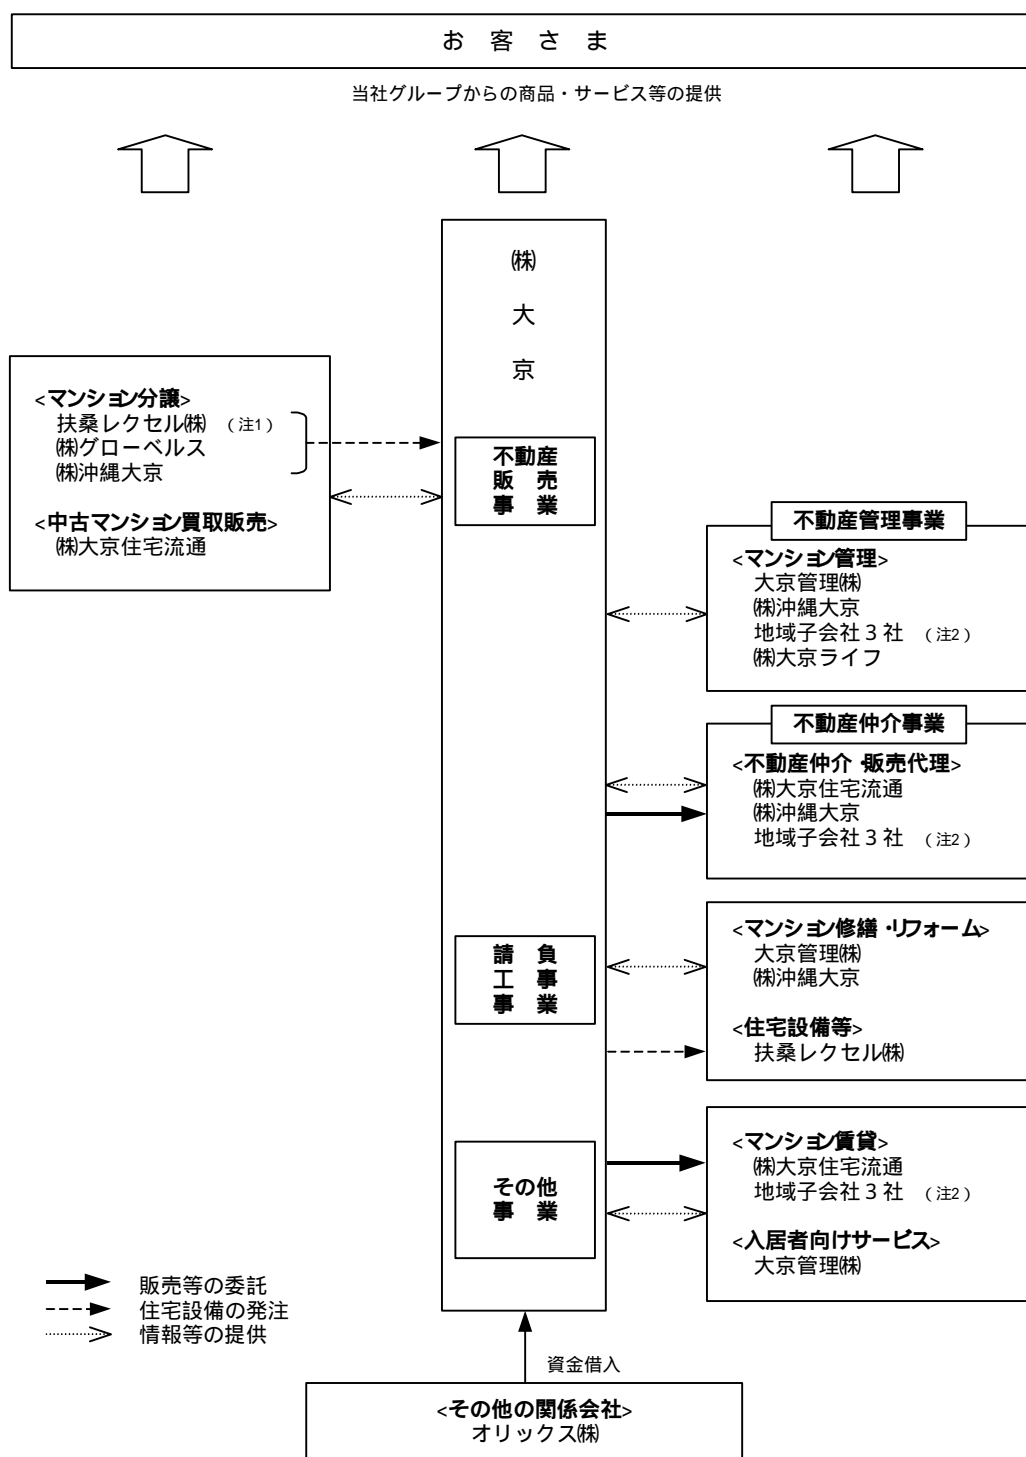 お 客 さ ま
当社グループからの商品・サービス等の提供
㈱
大
京
<マンション分譲>
扶桑レクセル㈱ （注1）
㈱グローベルス
㈱沖縄大京
<中古マンション買取販売>
㈱大京住宅流通
不動産
販 売
事 業
不動産管理事業
<マンション管理>
大京管理㈱
㈱沖縄大京
地域子会社３社 （注2）
㈱大京ライフ
不動産仲介事業
<不動産仲介・販売代理>
㈱大京住宅流通
㈱沖縄大京
地域子会社３社 （注2）
請 負
工 事
事 業
<マンション修繕・リフォーム>
大京管理㈱
㈱沖縄大京
<住宅設備等>
扶桑レクセル㈱
その他
事 業
<マンション賃貸>
㈱大京住宅流通
地域子会社３社 （注2）
<入居者向けサービス>
大京管理㈱
販売等の委託
住宅設備の発注
情報等の提供
資金借入
<その他の関係会社>
オリックス㈱